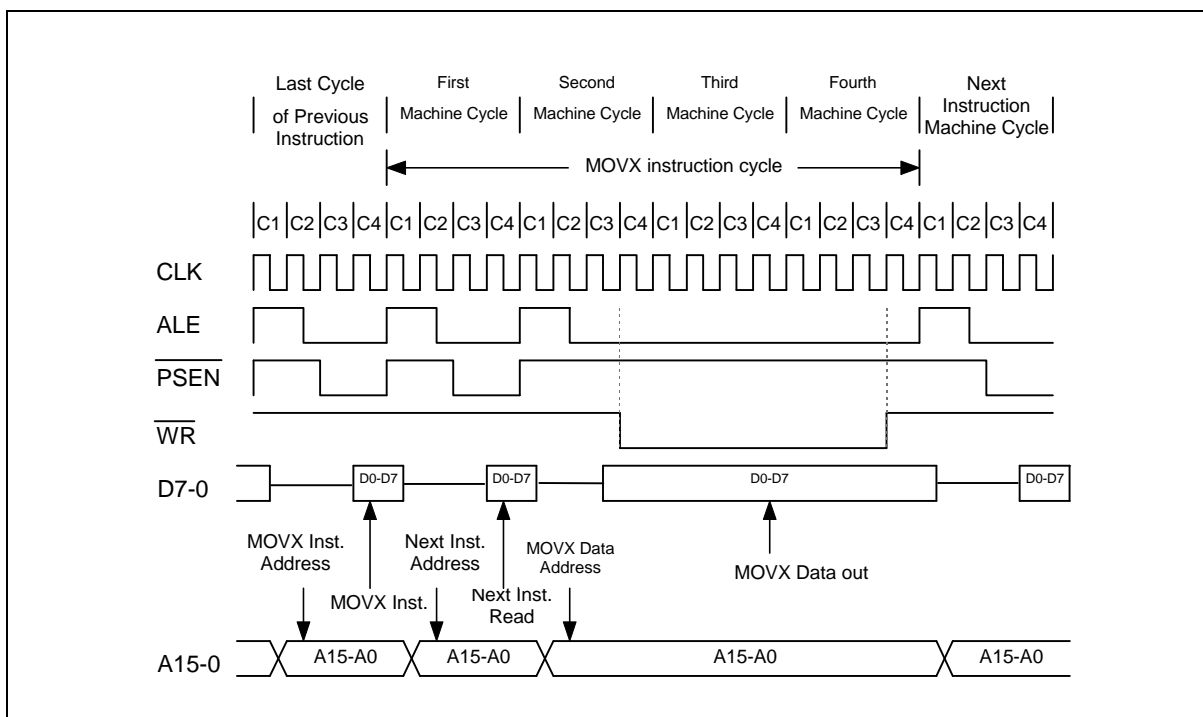 Last Cycle
of Previous
Instruction
First
Machine Cycle
Second
Machine Cycle
Third
Machine Cycle
Fourth
Machine Cycle
Next
Instruction
Machine Cycle
MOVX instruction cycle
C1 C2 C3 C4 C1 C2 C3 C4 C1 C2 C3 C4 C1 C2 C3 C4 C1 C2 C3 C4 C1 C2 C3 C4
CLK
ALE
PSEN
WR
D7-0
D0-D7 D0-D7 D0-D7 D0-D7
MOVX Inst.
Address
Next Inst.
Address
MOVX Data
Address
MOVX Data out
MOVX Inst.
Next Inst.
Read
A15-0
A15-A0 A15-A0 A15-A0 A15-A0